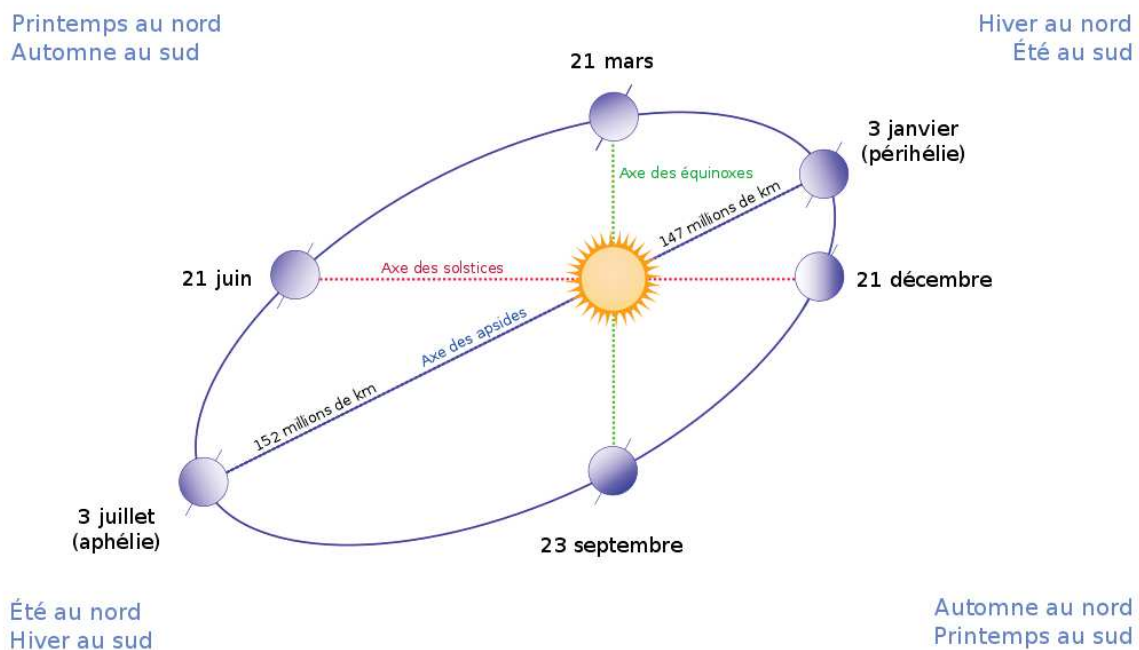 Printemps au nord
Automne au sud
Hiver au nord
Été au sud
21 mars
3 janvier
(périhélie)
Axe des équinoxes
147 millions de km
21 juin
Axe des solstices
21 décembre
Axe des apsides
152 millions de km
3 juillet
(aphélie)
23 septembre
Été au nord
Hiver au sud
Automne au nord
Printemps au sud